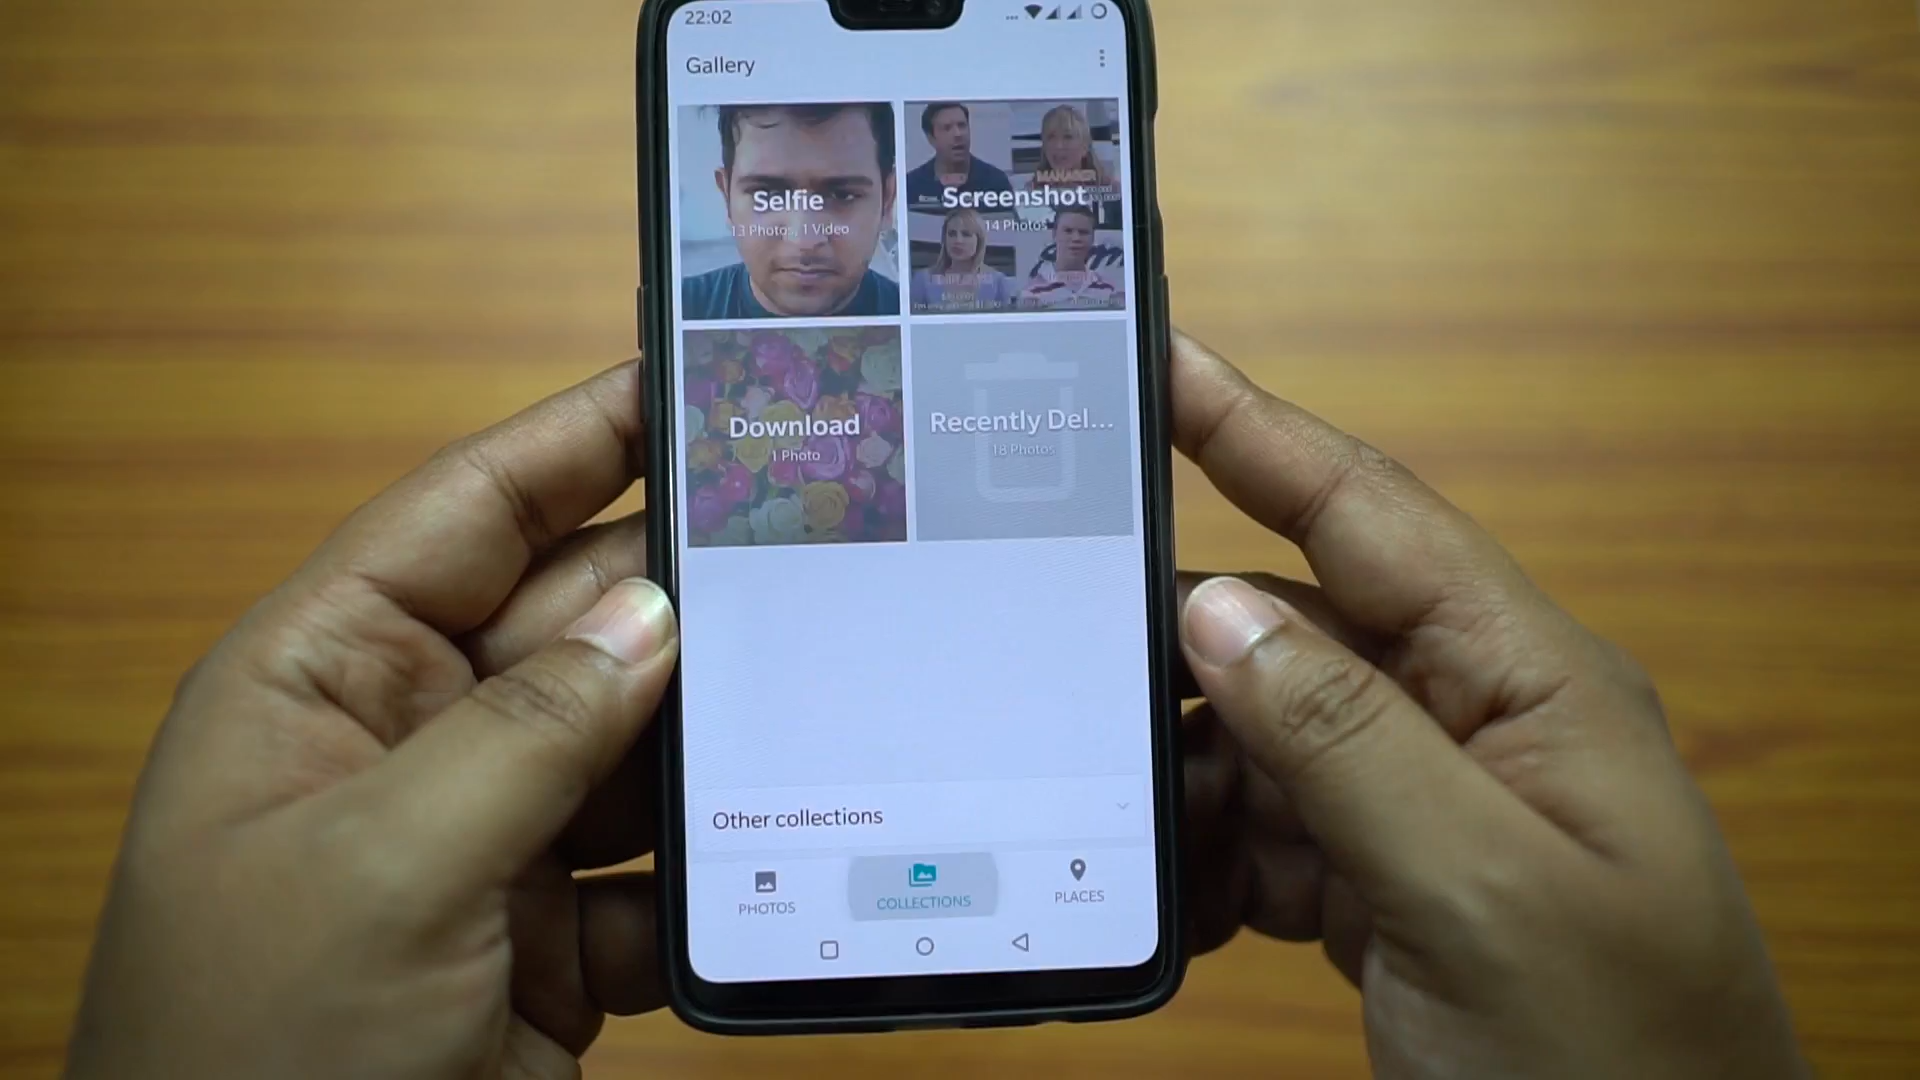 22:02
Gallery
Selfie
13 Photos, 1 Video
MANAGER
Screenshot
14 Photos
Download
1 Photo
Recently Del...
18 Photos
Other collections
PHOTOS
COLLECTIONS
PLACES